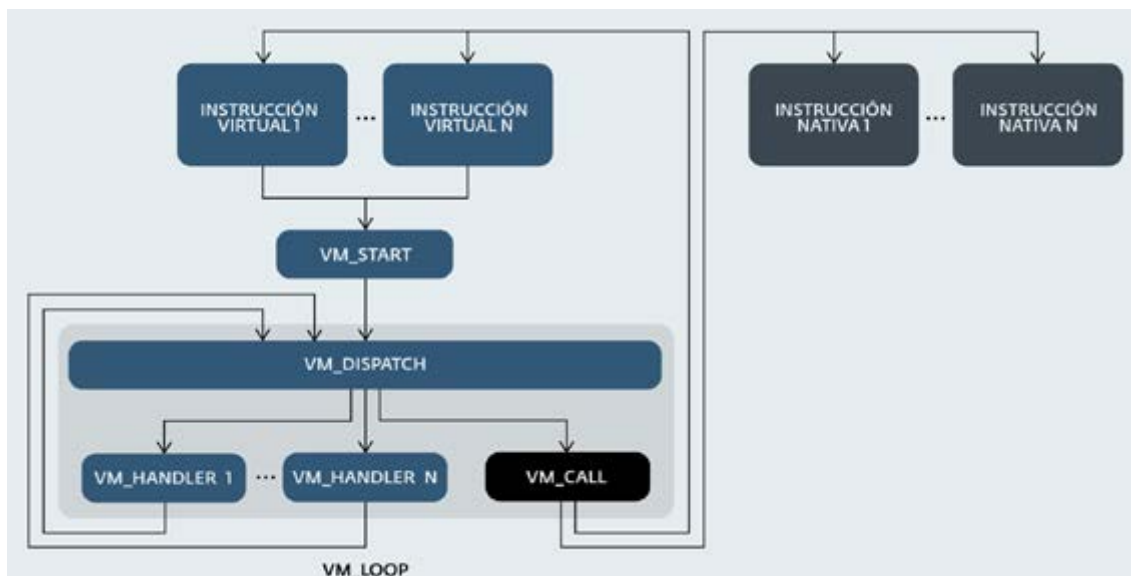 INSTRUCCIÓN
VIRTUAL 1
...
INSTRUCCIÓN
VIRTUAL N
INSTRUCCIÓN
NATIVA 1
...
INSTRUCCIÓN
NATIVA N
VM_START
VM_DISPATCH
VM_HANDLER 1
...
VM_HANDLER N
VM_CALL
VM_LOOP